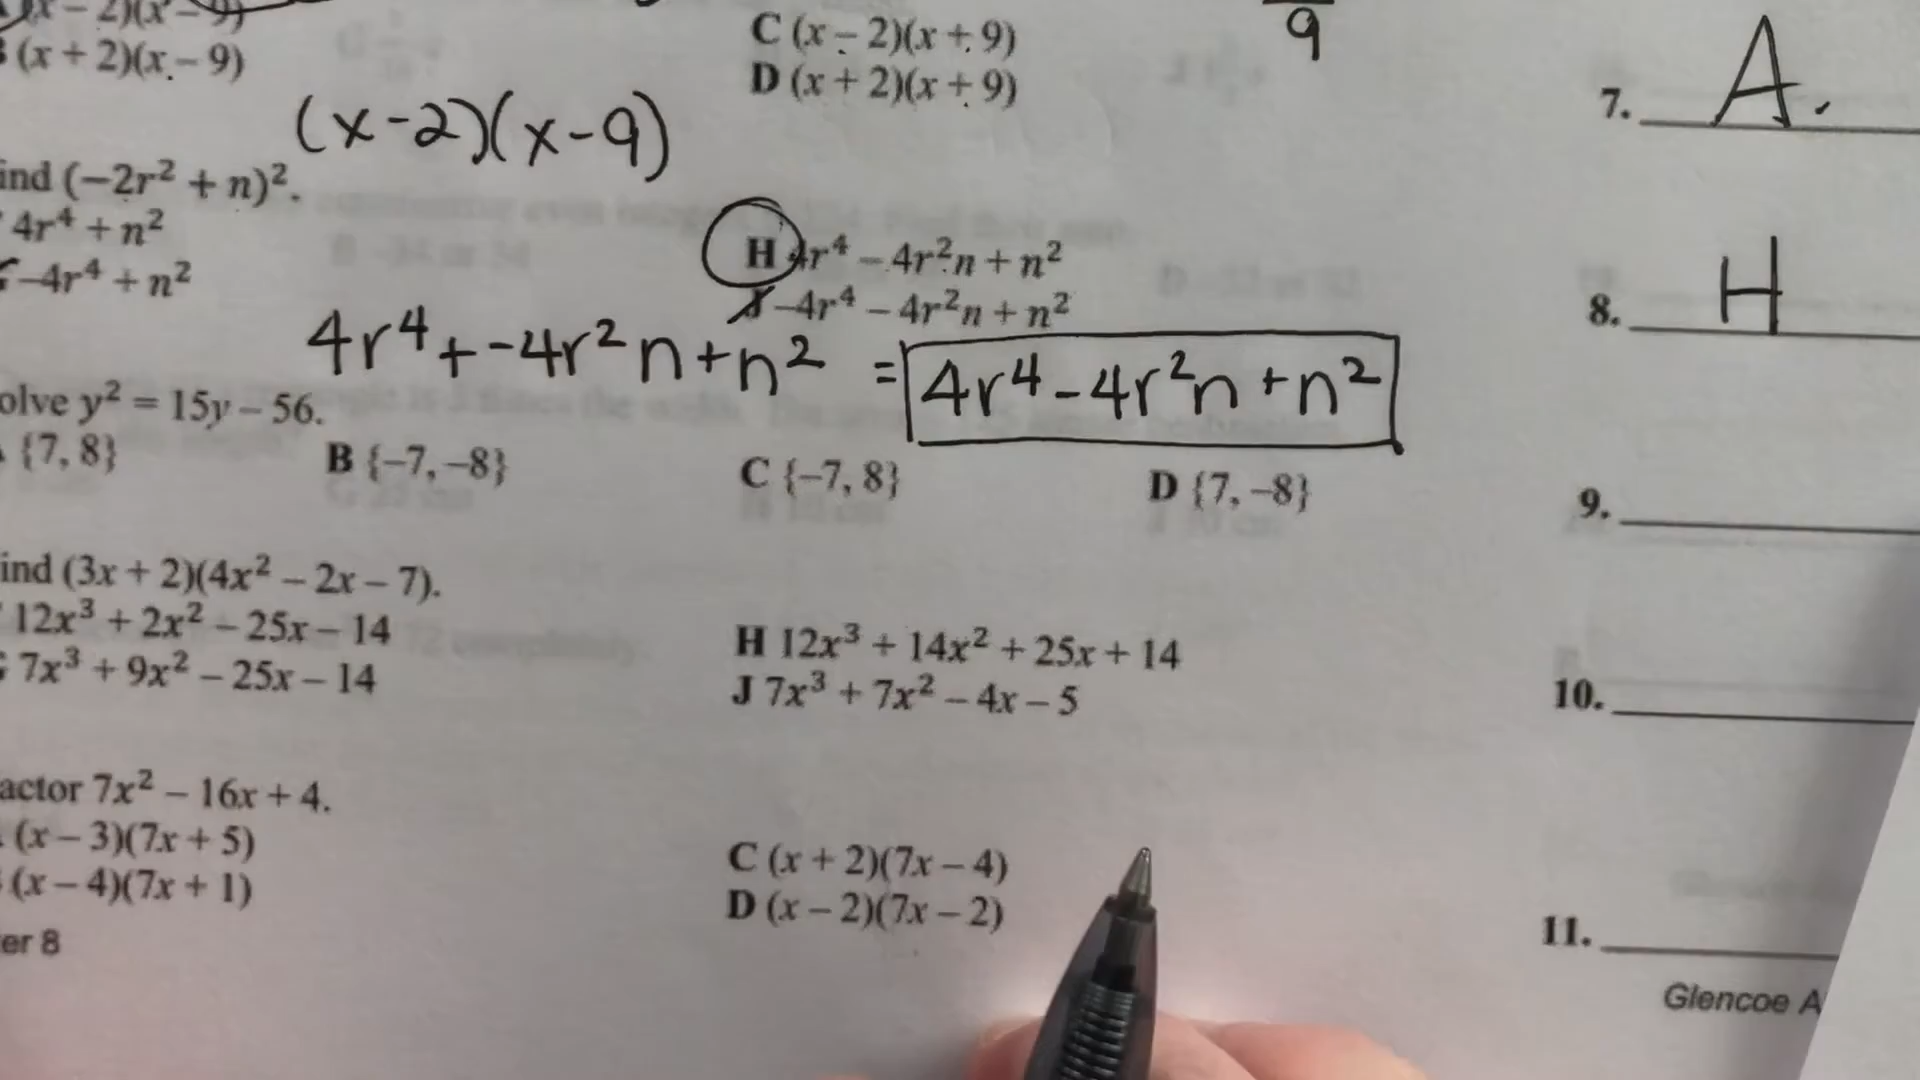 (x – 2)(x – 9)
(x + 2)(x – 9)
C (x – 2)(x + 9)
D (x + 2)(x + 9)
9
7. A.
(x-2)(x-9)
ind (–2r² + n)².
4r⁴ + n²
–4r⁴ + n²
H 4r⁴ – 4r²n + n²
J –4r⁴ – 4r²n + n²
8. H
4r⁴ + -4r²n + n² = 4r⁴ - 4r²n + n²
olve y² = 15y – 56.
{7, 8}
B {–7, –8}
C {–7, 8}
D {7, –8}
9.
ind (3x + 2)(4x² – 2x – 7).
12x³ + 2x² – 25x – 14
G 7x³ + 9x² – 25x – 14
H 12x³ + 14x² + 25x + 14
J 7x³ + 7x² – 4x – 5
10.
actor 7x² – 16x + 4.
(x – 3)(7x + 5)
(x – 4)(7x + 1)
C (x + 2)(7x – 4)
D (x – 2)(7x – 2)
11.
er 8
Glencoe A